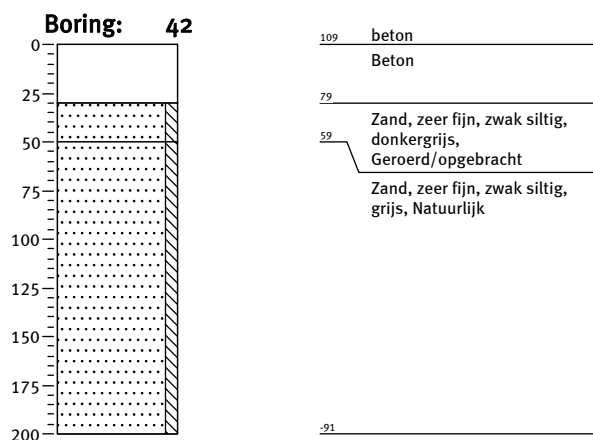 Boring: 42
0
25
50
75
100
125
150
175
200
109 beton
Beton
79
Zand, zeer fijn, zwak siltig,
donkergrijs,
59
Geroerd/opgebracht
Zand, zeer fijn, zwak siltig,
grijs, Natuurlijk
-91